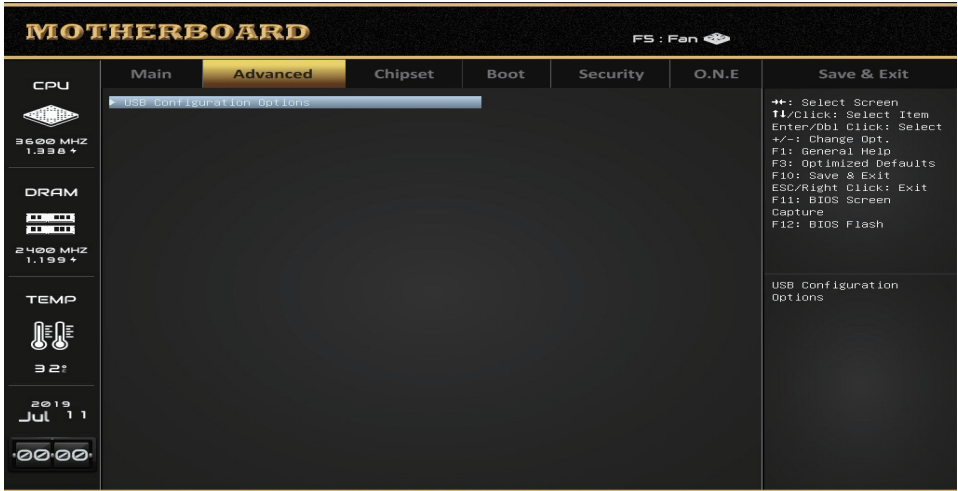 MOTHERBOARD
F5 : Fan
CPU
3600 MHZ
1.338
DRAM
2400 MHZ
1.199
TEMP
32°C
2019
Jul 11
00:00
Main Advanced Chipset Boot Security O.N.E Save & Exit
▶ USB Configuration Options
→←: Select Screen
↑↓/Click: Select Item
Enter/Dbl Click: Select
+/-: Change Opt.
F1: General Help
F3: Optimized Defaults
F10: Save & Exit
ESC/Right Click: Exit
F11: BIOS Screen
Capture
F12: BIOS Flash
USB Configuration
Options